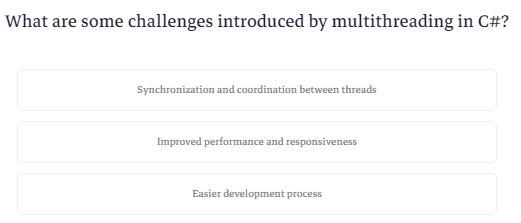 What are some challenges introduced by multithreading in C#?
Synchronization and coordination between threads
Improved performance and responsiveness
Easier development process